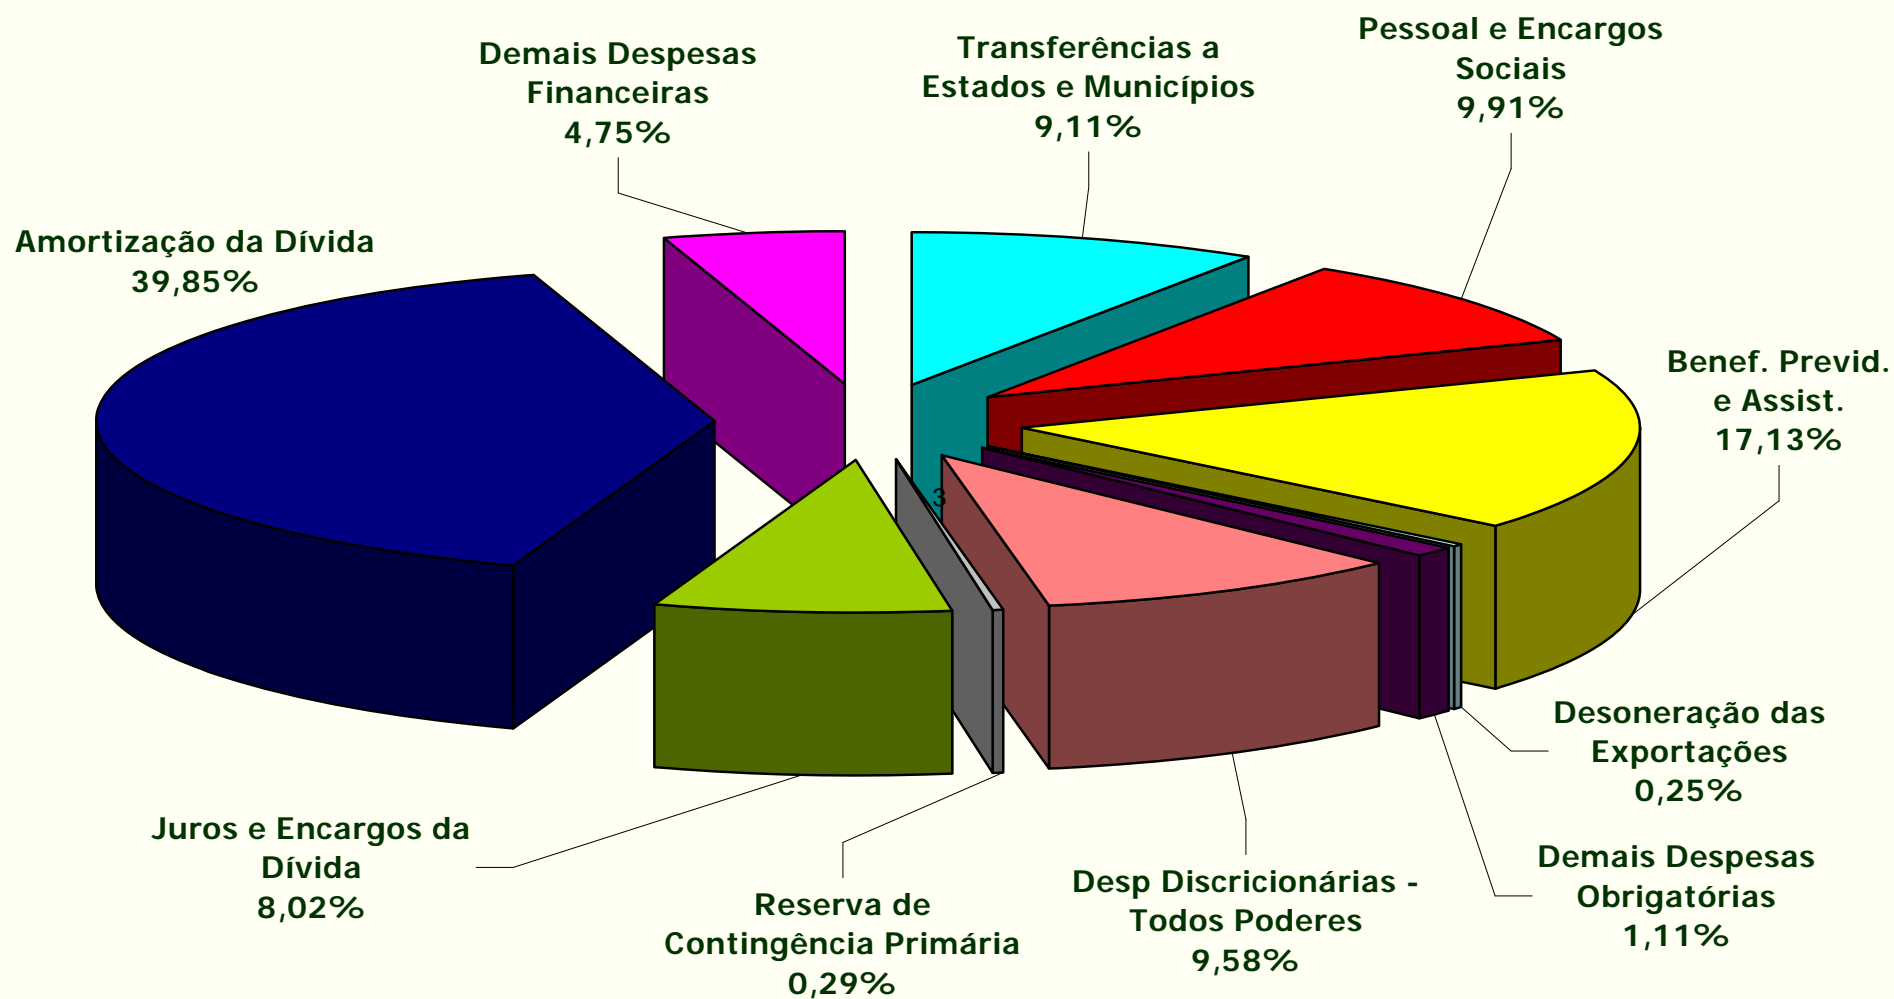 Demais Despesas
Financeiras
4,75%
Transferências a
Estados e Municípios
9,11%
Pessoal e Encargos
Sociais
9,91%
Amortização da Dívida
39,85%
Benef. Previd.
e Assist.
17,13%
3
Desoneração das
Exportações
0,25%
Juros e Encargos da
Dívida
8,02%
Reserva de
Contingência Primária
0,29%
Desp Discricionárias -
Todos Poderes
9,58%
Demais Despesas
Obrigatórias
1,11%